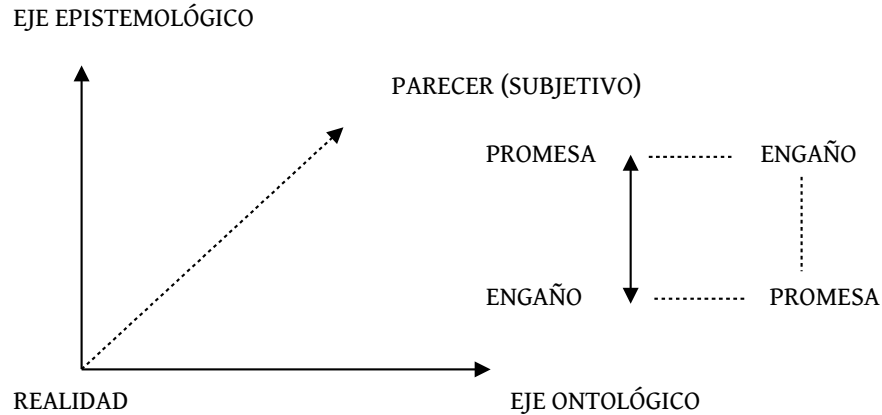 EJE EPISTEMOLÓGICO
PARECER (SUBJETIVO)
PROMESA ENGAÑO
ENGAÑO PROMESA
REALIDAD EJE ONTOLÓGICO